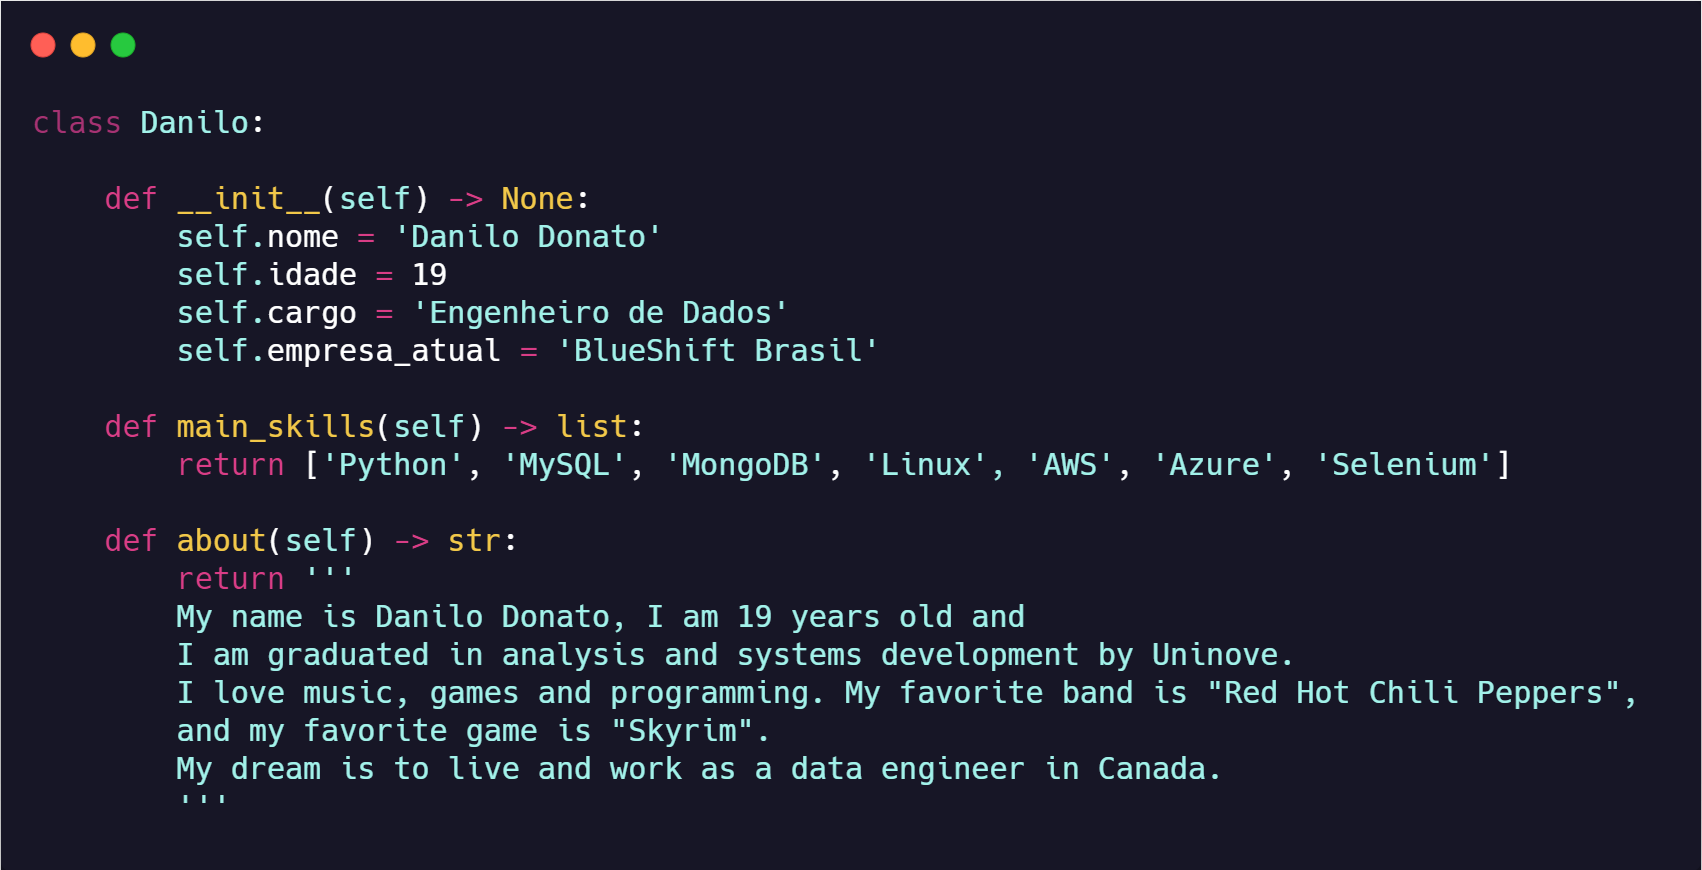 class Danilo:

    def __init__(self) -> None:
        self.nome = 'Danilo Donato'
        self.idade = 19
        self.cargo = 'Engenheiro de Dados'
        self.empresa_atual = 'BlueShift Brasil'

    def main_skills(self) -> list:
        return ['Python', 'MySQL', 'MongoDB', 'Linux', 'AWS', 'Azure', 'Selenium']

    def about(self) -> str:
        return '''
        My name is Danilo Donato, I am 19 years old and
        I am graduated in analysis and systems development by Uninove.
        I love music, games and programming. My favorite band is "Red Hot Chili Peppers",
        and my favorite game is "Skyrim".
        My dream is to live and work as a data engineer in Canada.
        '''